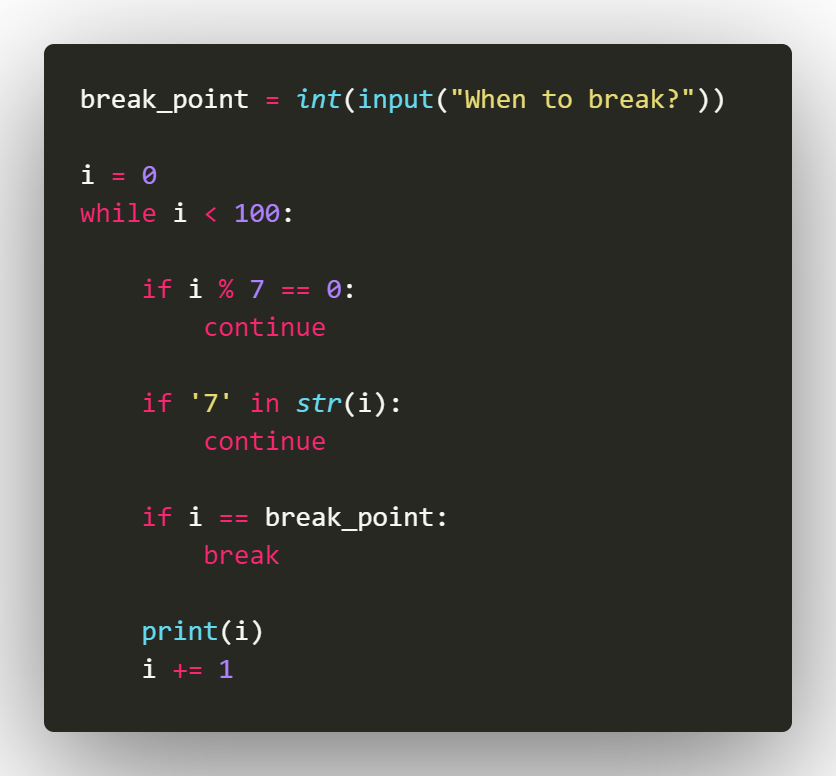 break_point = int(input("When to break?"))
i = 0
while i < 100:
    if i % 7 == 0:
        continue
    if '7' in str(i):
        continue
    if i == break_point:
        break
    print(i)
    i += 1